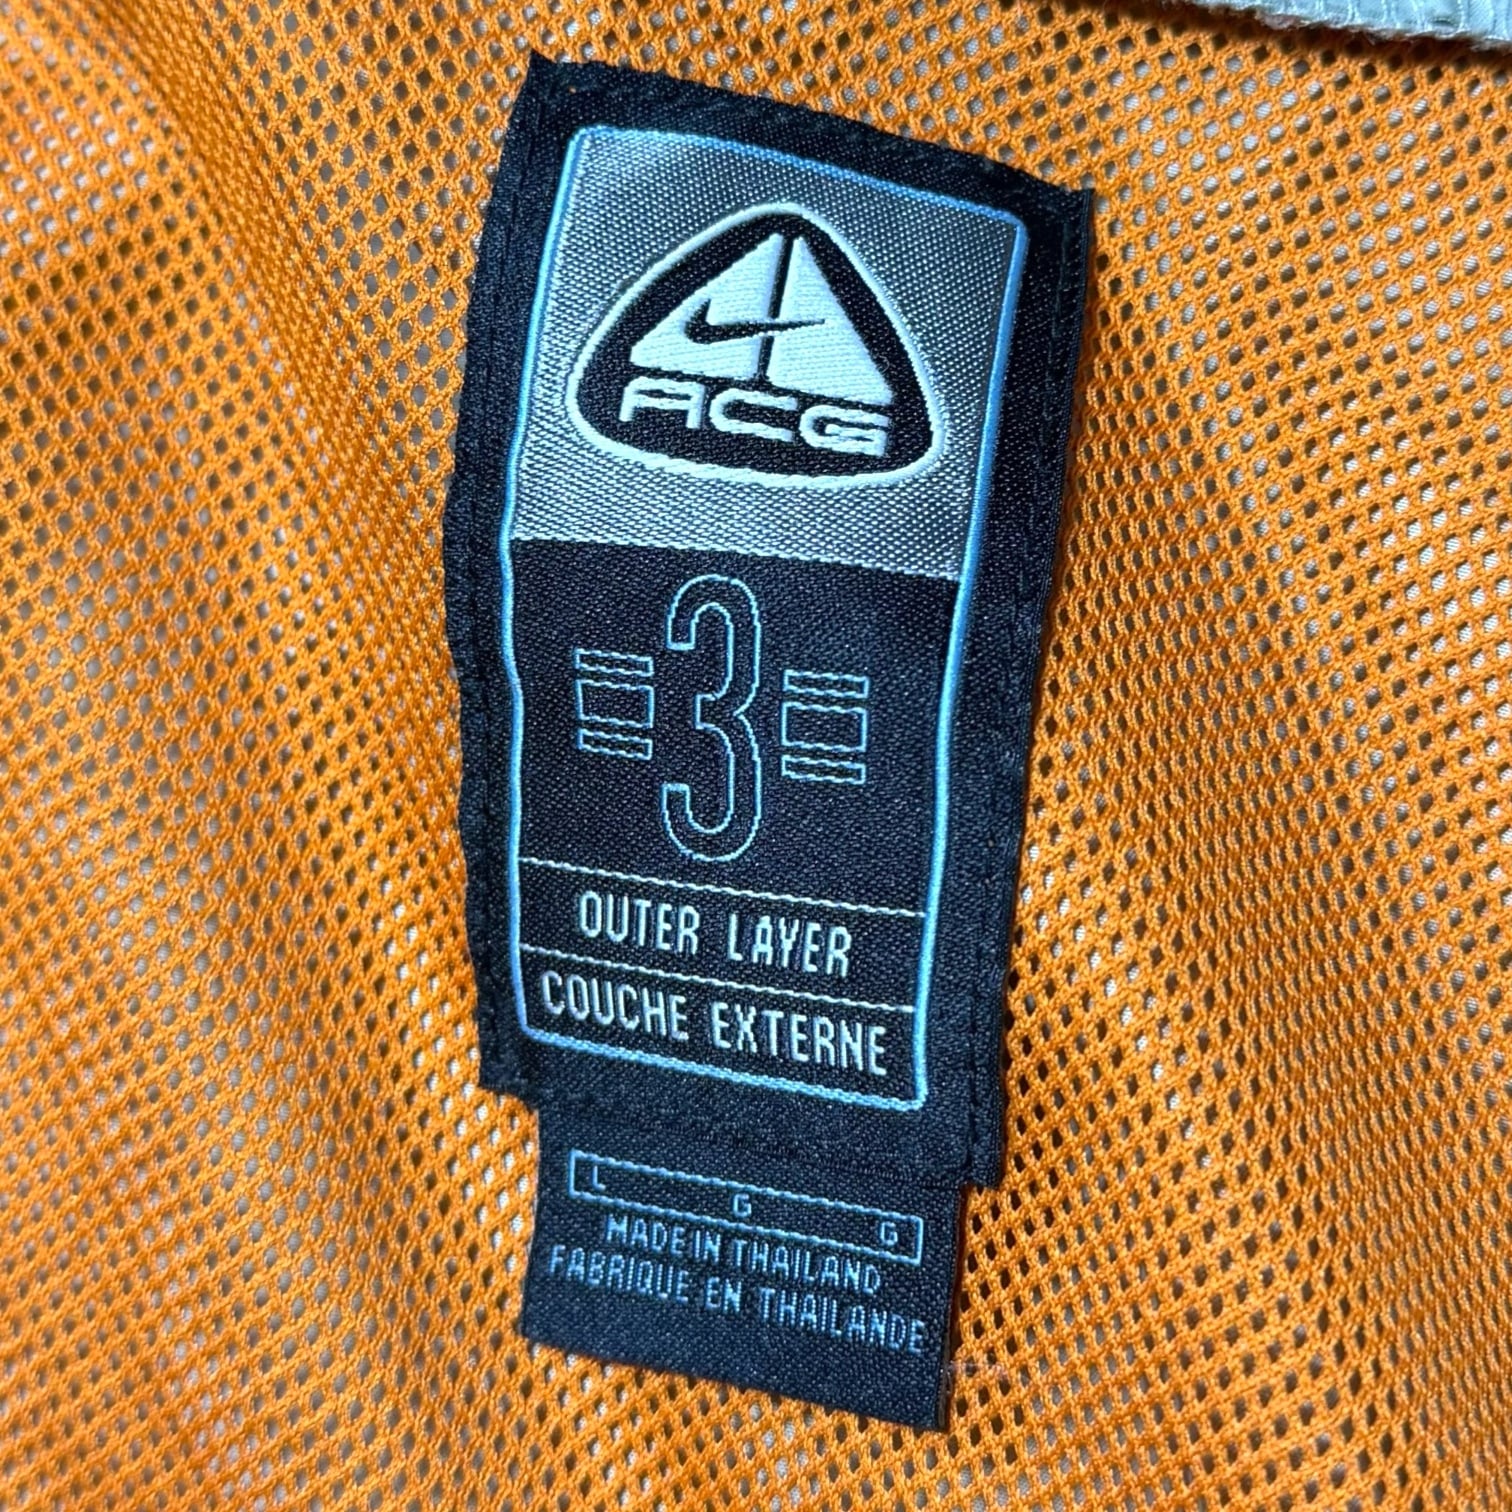 ACG
3
OUTER LAYER
COUCHE EXTERNE
L G G
MADE IN THAILAND
FABRIQUE EN THAILANDE